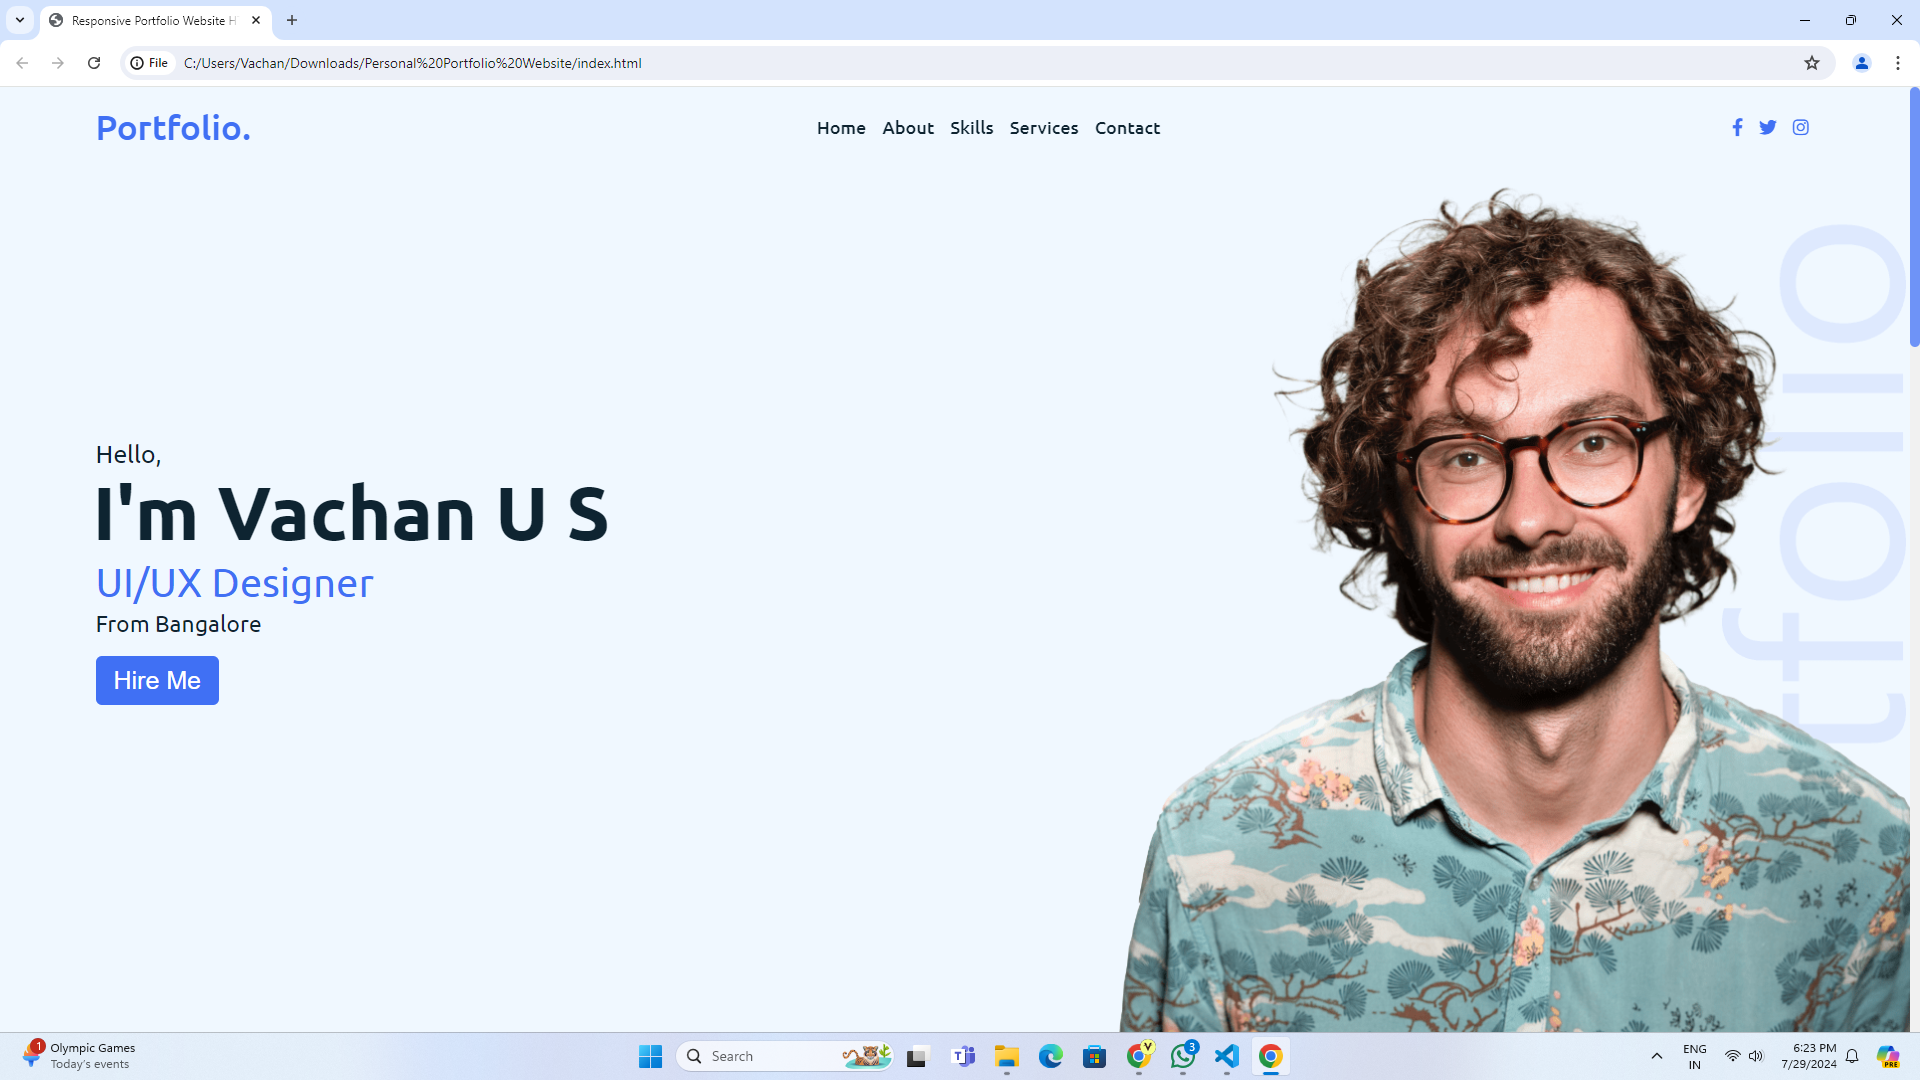 Responsive Portfolio Website H
File
C:/Users/Vachan/Downloads/Personal%20Portfolio%20Website/index.html
Portfolio.
Home About Skills Services Contact
tfolio
Hello,
I'm Vachan U S
UI/UX Designer
From Bangalore
Hire Me
1
Olympic Games
Today's events
Search
T
V
3
ENG
IN
6:23 PM
7/29/2024
PRE